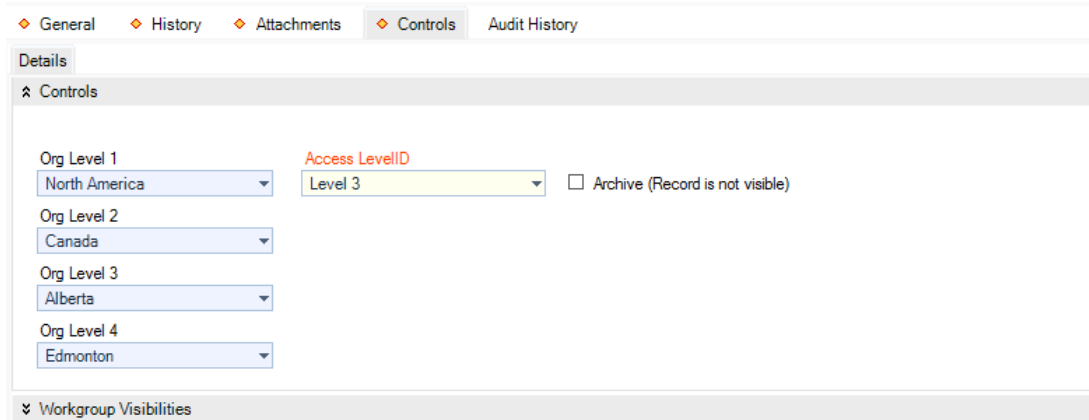 General History Attachments Controls Audit History
Details
Controls
Org Level 1 Access LevelID
North America Level 3 Archive (Record is not visible)
Org Level 2
Canada
Org Level 3
Alberta
Org Level 4
Edmonton
Workgroup Visibilities